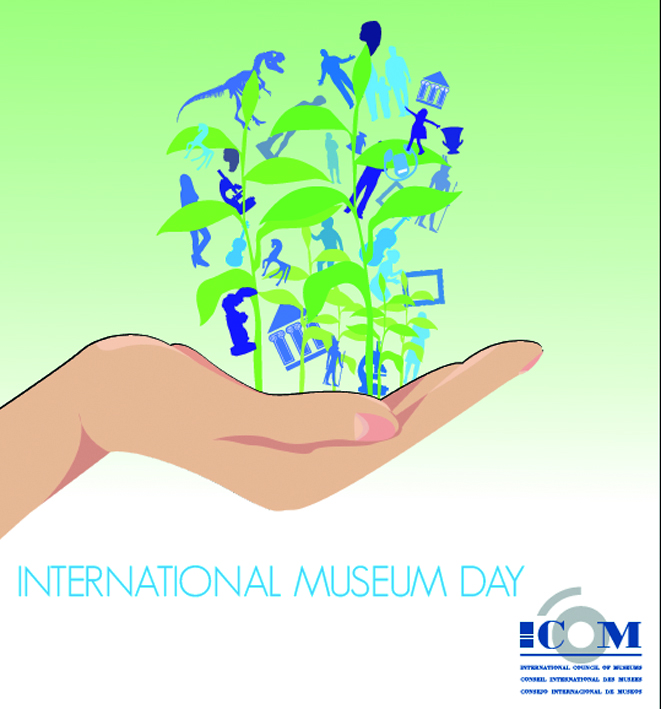 INTERNATIONAL MUSEUM DAY
ICOM
INTERNATIONAL COUNCIL OF MUSEUMS
CONSEIL INTERNATIONAL DES MUSEES
CONSEJO INTERNACIONAL DE MUSEOS